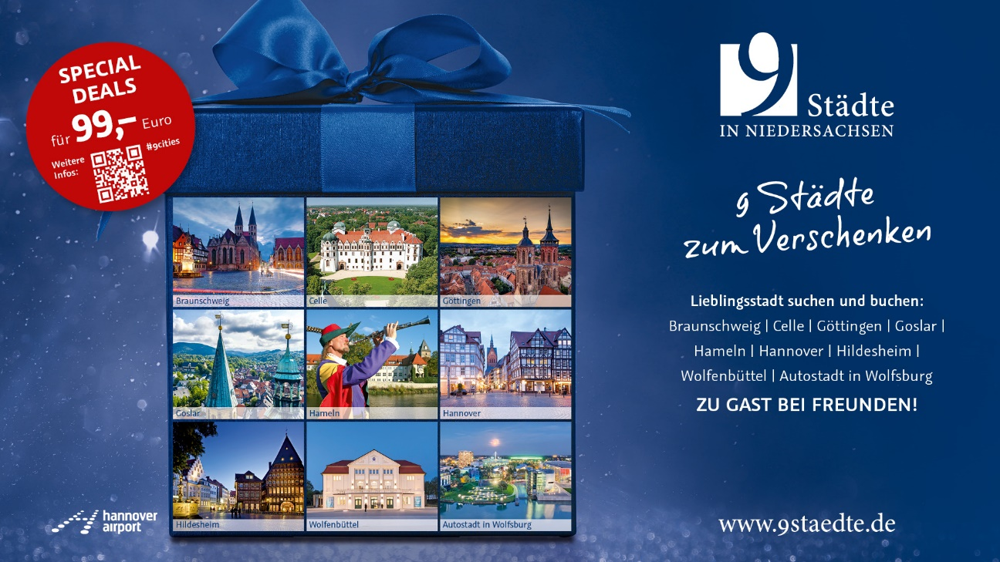 SPECIAL
DEALS
für 99,– Euro
Weitere
Infos:
#9cities
9 Städte
IN NIEDERSACHSEN
9 Städte
zum Verschenken
Lieblingsstadt suchen und buchen:
Braunschweig | Celle | Göttingen | Goslar |
Hameln | Hannover | Hildesheim |
Wolfenbüttel | Autostadt in Wolfsburg
ZU GAST BEI FREUNDEN!
Braunschweig
Celle
Göttingen
Goslar
Hameln
Hannover
Hildesheim
Wolfenbüttel
Autostadt in Wolfsburg
hannover
airport
www.9staedte.de